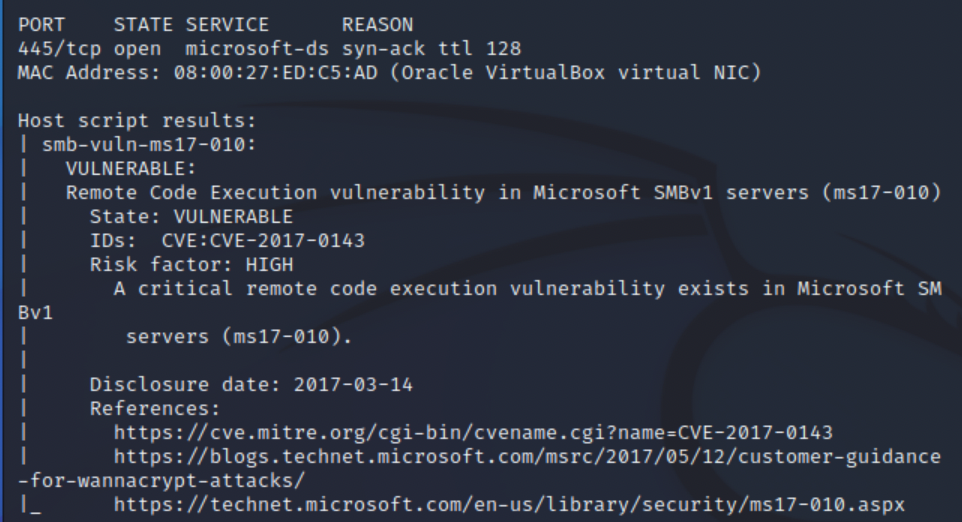 PORT    STATE SERVICE      REASON
445/tcp open  microsoft-ds syn-ack ttl 128
MAC Address: 08:00:27:ED:C5:AD (Oracle VirtualBox virtual NIC)
Host script results:
| smb-vuln-ms17-010:
|   VULNERABLE:
|   Remote Code Execution vulnerability in Microsoft SMBv1 servers (ms17-010)
|     State: VULNERABLE
|     IDs:  CVE:CVE-2017-0143
|     Risk factor: HIGH
|       A critical remote code execution vulnerability exists in Microsoft SM
Bv1
|        servers (ms17-010).
|
|     Disclosure date: 2017-03-14
|     References:
|       https://cve.mitre.org/cgi-bin/cvename.cgi?name=CVE-2017-0143
|       https://blogs.technet.microsoft.com/msrc/2017/05/12/customer-guidance
-for-wannacrypt-attacks/
|_      https://technet.microsoft.com/en-us/library/security/ms17-010.aspx